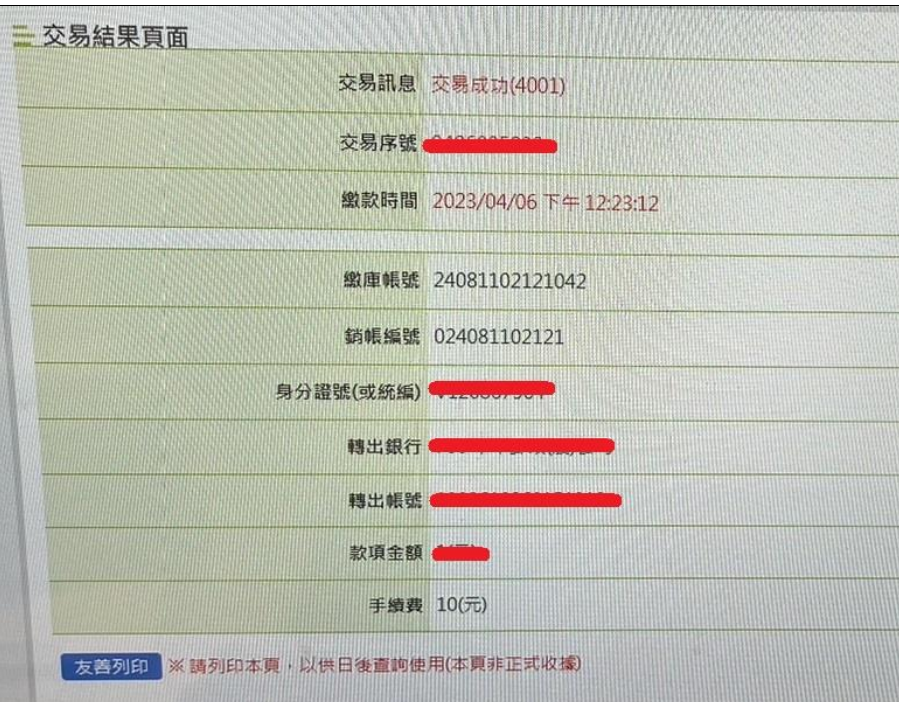 交易結果頁面
交易訊息 交易成功(4001)
交易序號
繳款時間 2023/04/06 下午 12:23:12
繳庫帳號 24081102121042
銷帳編號 024081102121
身分證號(或統編)
轉出銀行
轉出帳號
款項金額
手續費 10(元)
友善列印 ※ 請列印本頁,以供日後查詢使用(本頁非正式收據)